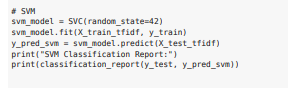 # SVM
svm_model = SVC(random_state=42)
svm_model.fit(X_train_tfidf, y_train)
y_pred_svm = svm_model.predict(X_test_tfidf)
print("SVM Classification Report:")
print(classification_report(y_test, y_pred_svm))